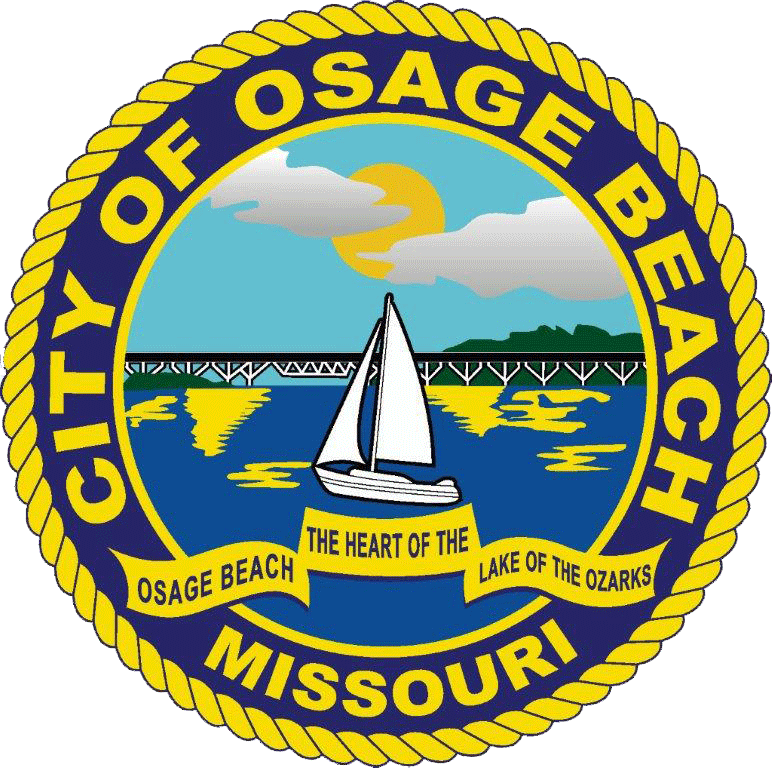 CITY OF OSAGE BEACH
OSAGE BEACH
THE HEART OF THE
LAKE OF THE OZARKS
MISSOURI